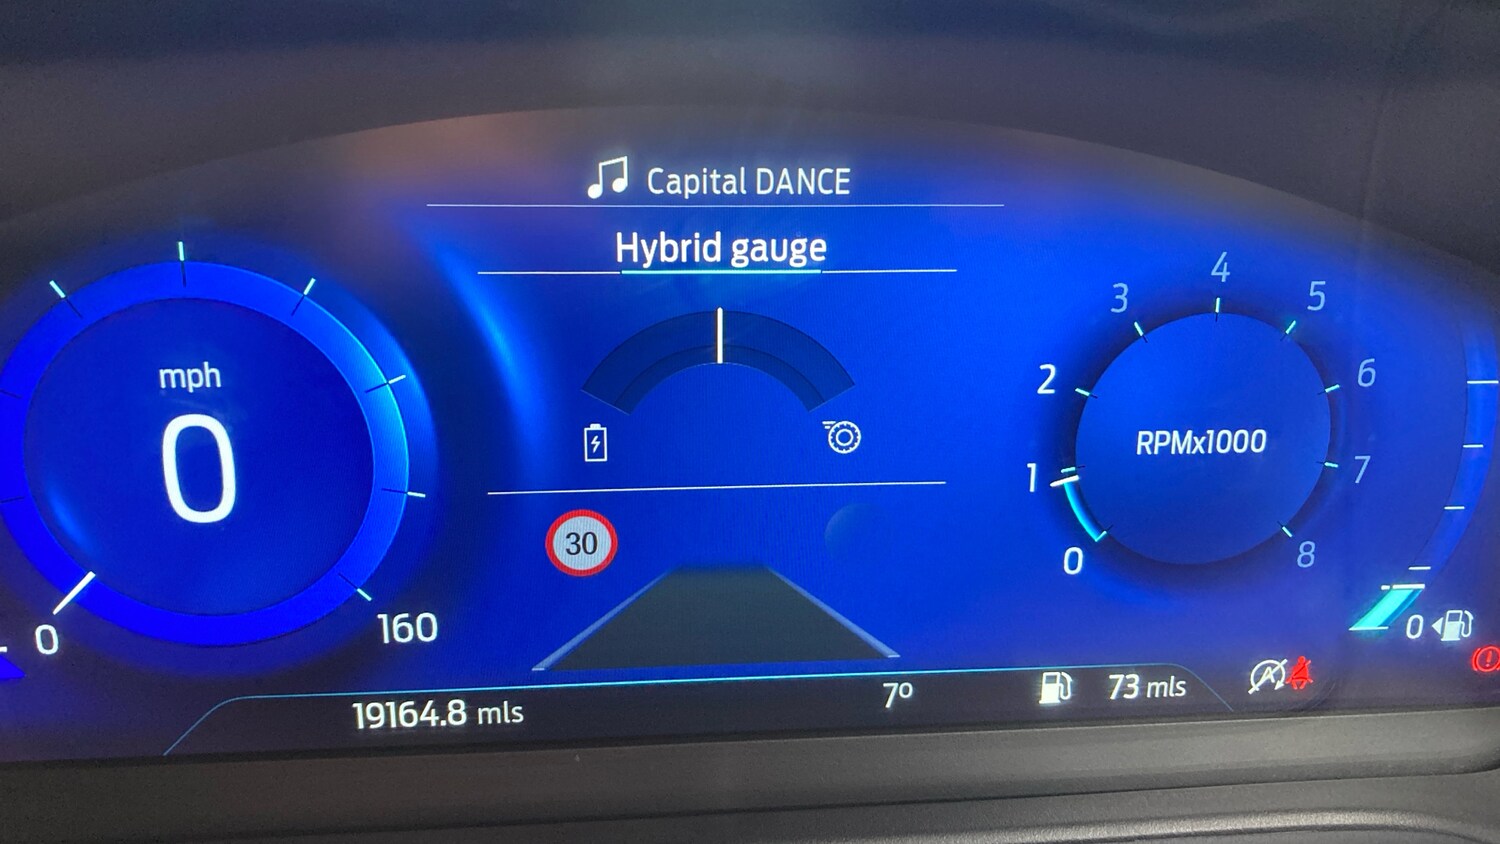 Capital DANCE
Hybrid gauge
mph
0
0
160
30
RPMx1000
0
1
2
3
4
5
6
7
8
0
19164.8 mls
7º
73 mls